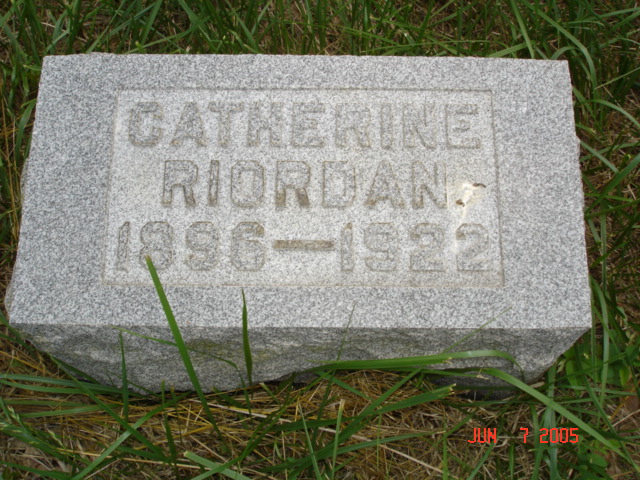 CATHERINE
RIORDAN
1896—1922
JUN 7 2005